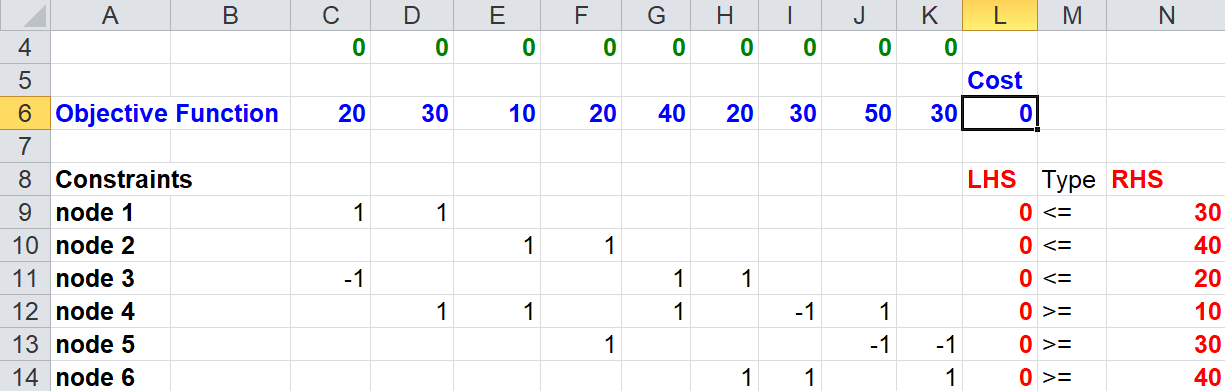 A B C D E F G H I J K L M N
4 0 0 0 0 0 0 0 0 0
5 Cost
6 Objective Function 20 30 10 20 40 20 30 50 30 0
7
8 Constraints LHS Type RHS
9 node 1 1 1 0 <= 30
10 node 2 1 1 0 <= 40
11 node 3 -1 1 1 0 <= 20
12 node 4 1 1 1 -1 1 0 >= 10
13 node 5 1 -1 -1 0 >= 30
14 node 6 1 1 1 0 >= 40